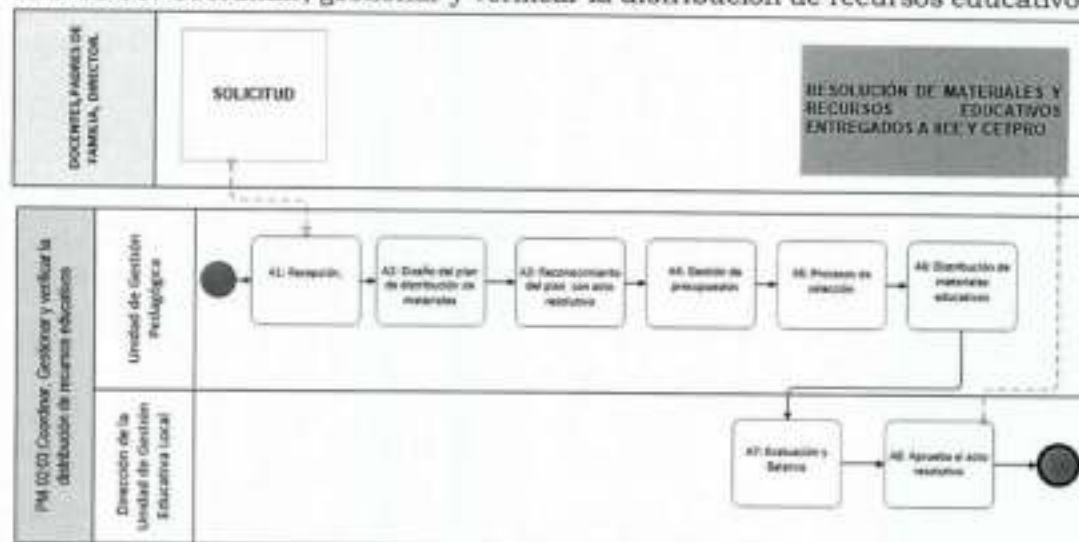 gestionar y verificar la distribución de recursos educativo
DOCENTES,PADRES DE
FAMILIA, DIRECTOR.
SOLICITUD
RESOLUCIÓN DE MATERIALES Y
RECURSOS EDUCATIVOS
ENTREGADOS A IIEE Y CETPRO
PM 02-03 Coordinar, Gestionar y verificar la
distribución de recursos educativos
Unidad de Gestión
Pedagógica
A1: Recepción,
A2: Diseño del plan
de distribución de
materiales
A3: Reconocimiento
del plan con acto
resolutivo
A4: Gestión de
presupuestos
A5: Procesos de
selección
A6: Distribución de
materiales
educativos
Dirección de la
Unidad de Gestión
Educativa Local
A7: Evaluación y
Balance
A8: Aprueba el acto
resolutivo